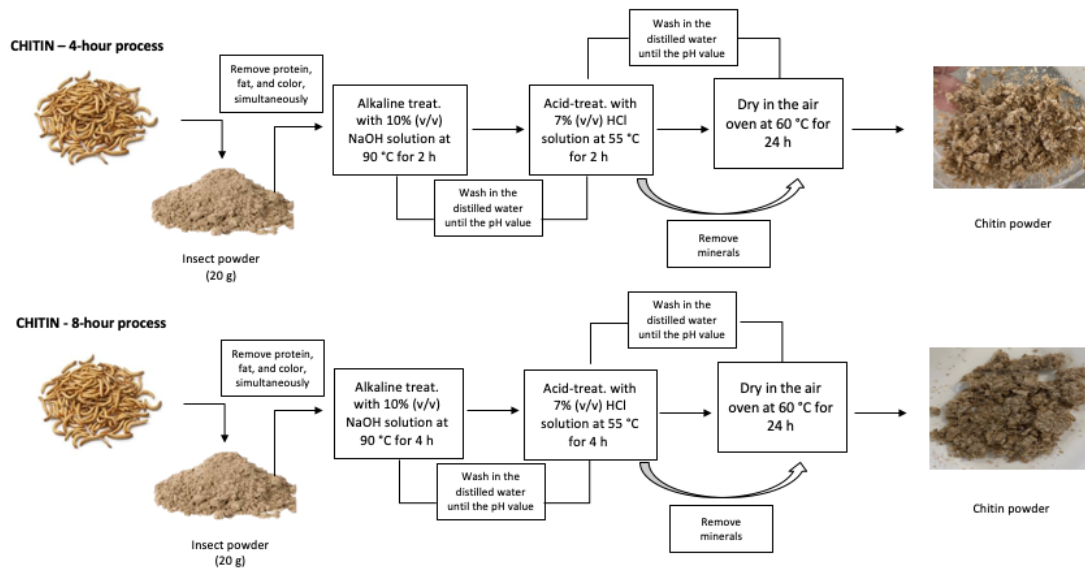 CHITIN – 4-hour process
Remove protein,
fat, and color,
simultaneously
Insect powder
(20 g)
Alkaline treat.
with 10% (v/v)
NaOH solution at
90 °C for 2 h
Wash in the
distilled water
until the pH value
Acid-treat. with
7% (v/v) HCl
solution at 55 °C
for 2 h
Wash in the
distilled water
until the pH value
Remove
minerals
Dry in the air
oven at 60 °C for
24 h
Chitin powder
CHITIN - 8-hour process
Remove protein,
fat, and color,
simultaneously
Insect powder
(20 g)
Alkaline treat.
with 10% (v/v)
NaOH solution at
90 °C for 4 h
Wash in the
distilled water
until the pH value
Acid-treat. with
7% (v/v) HCl
solution at 55 °C
for 4 h
Wash in the
distilled water
until the pH value
Remove
minerals
Dry in the air
oven at 60 °C for
24 h
Chitin powder